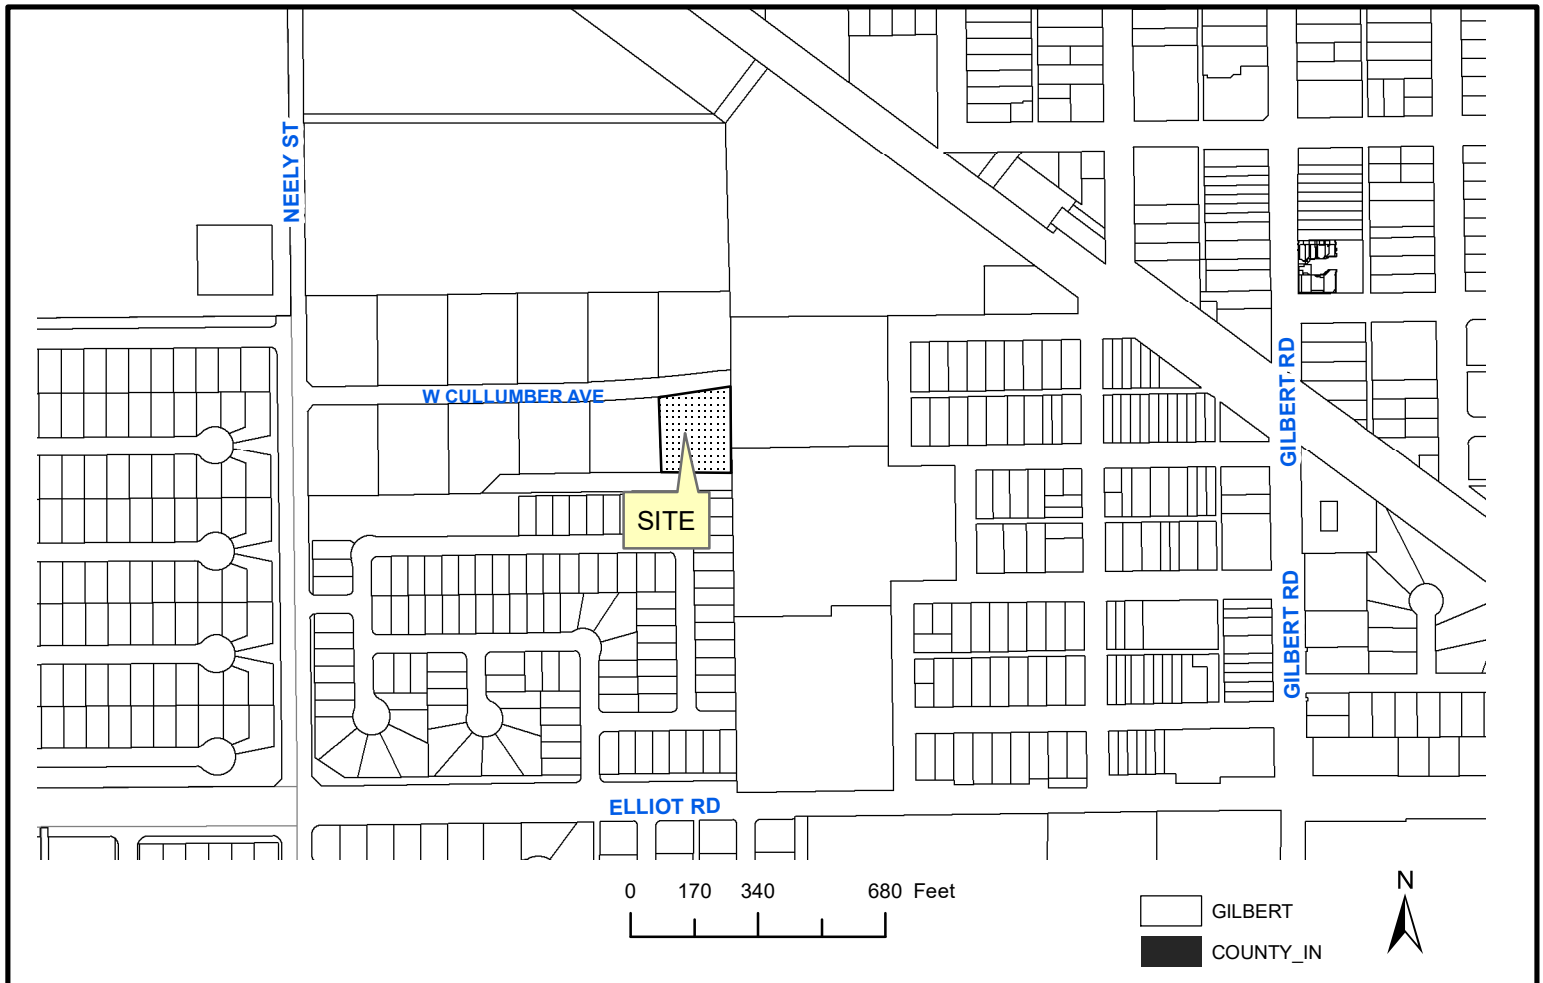 NEELY ST
GILBERT RD
W CULLUMBER AVE
SITE
GILBERT RD
ELLIOT RD
0 170 340 680 Feet
N
GILBERT
COUNTY_IN